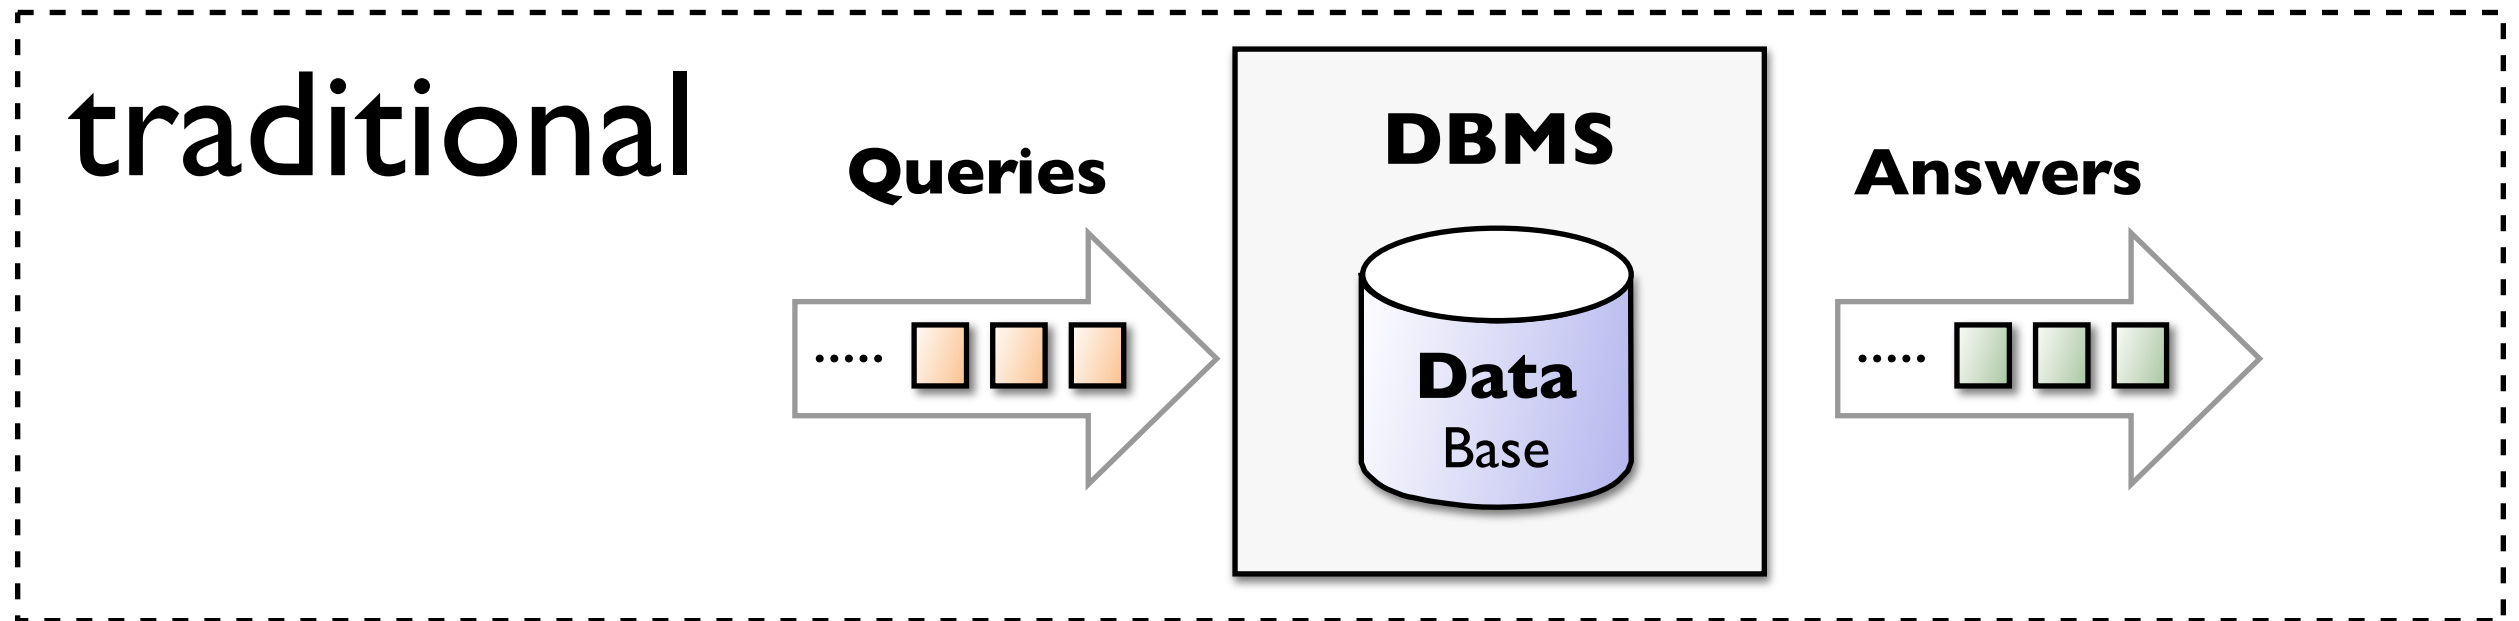 traditional
Queries
DBMS
Answers
Data
Base